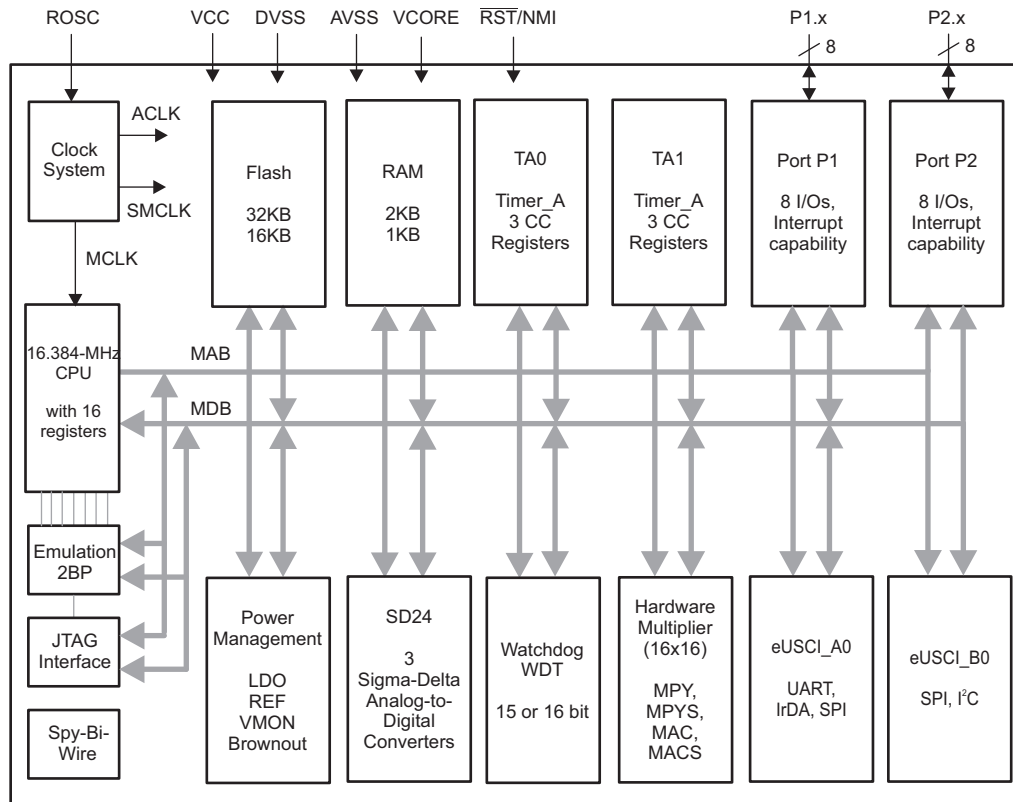 ROSC
VCC
DVSS
AVSS
VCORE
RST/NMI
P1.x
P2.x
8
8
ACLK
Clock
System
SMCLK
MCLK
Flash
32KB
16KB
RAM
2KB
1KB
TA0
Timer_A
3 CC
Registers
TA1
Timer_A
3 CC
Registers
Port P1
8 I/Os,
Interrupt
capability
Port P2
8 I/Os,
Interrupt
capability
16.384-MHz
CPU
with 16
registers
MAB
MDB
Emulation
2BP
JTAG
Interface
Spy-Bi-
Wire
Power
Management
LDO
REF
VMON
Brownout
SD24
3
Sigma-Delta
Analog-to-
Digital
Converters
Watchdog
WDT
15 or 16 bit
Hardware
Multiplier
(16x16)
MPY,
MPYS,
MAC,
MACS
eUSCI_A0
UART,
IrDA, SPI
eUSCI_B0
SPI, I²C